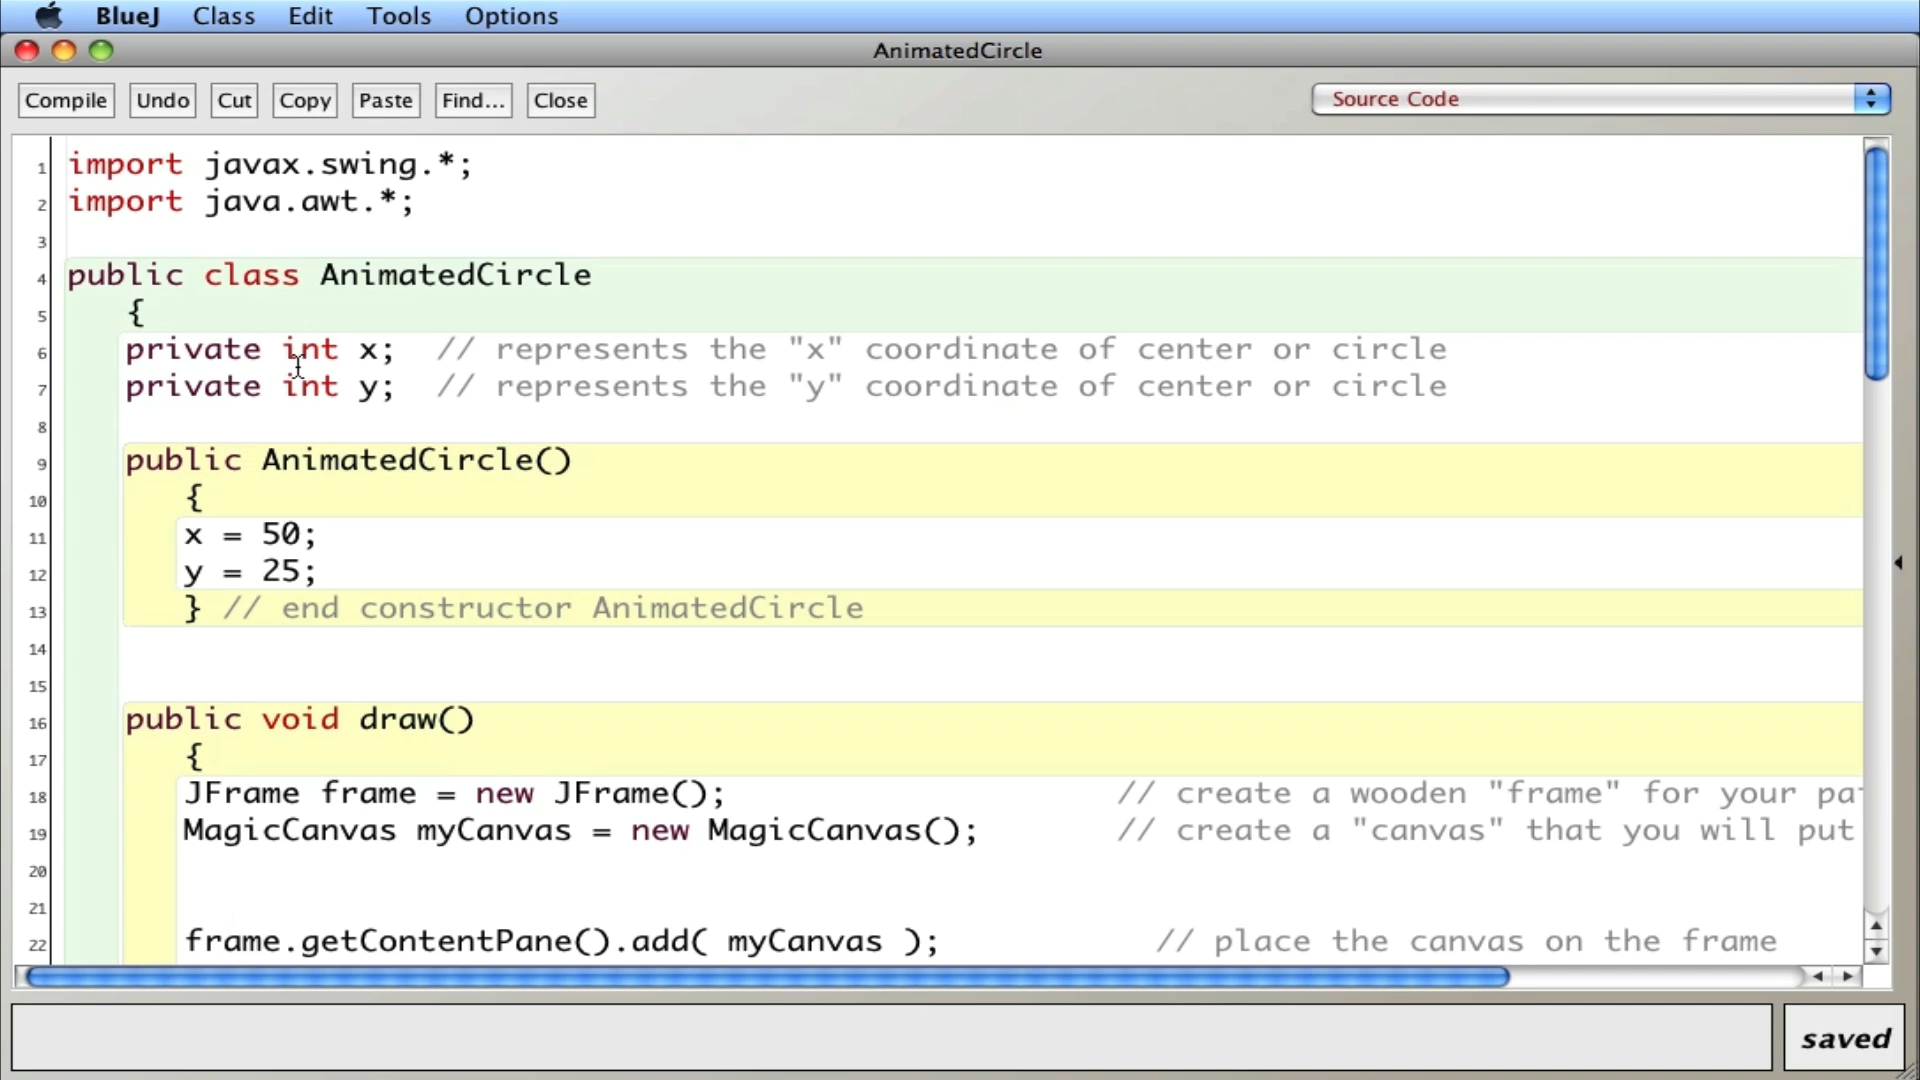 BlueJ Class Edit Tools Options
AnimatedCircle
Compile Undo Cut Copy Paste Find... Close Source Code
1 import javax.swing.*;
2 import java.awt.*;
3
4 public class AnimatedCircle
5 {
6 private int x; // represents the "x" coordinate of center or circle
7 private int y; // represents the "y" coordinate of center or circle
8
9 public AnimatedCircle()
10 {
11 x = 50;
12 y = 25;
13 } // end constructor AnimatedCircle
14
15
16 public void draw()
17 {
18 JFrame frame = new JFrame(); // create a wooden "frame" for your
19 MagicCanvas myCanvas = new MagicCanvas(); // create a "canvas" that you will put
20
21
22 frame.getContentPane().add( myCanvas ); // place the canvas on the frame
saved